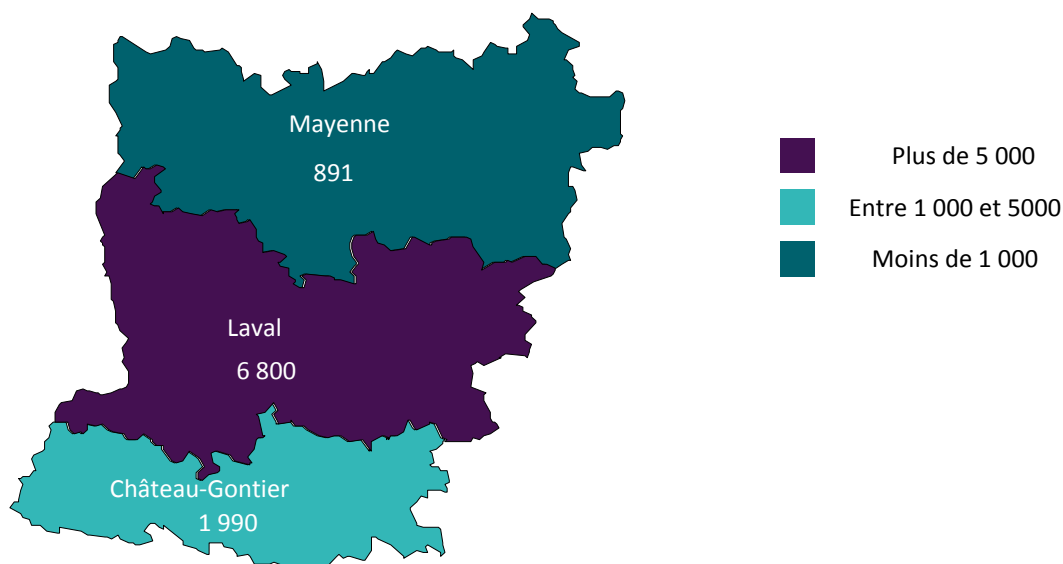 Mayenne
891
Laval
6 800
Château-Gontier
1 990
Plus de 5 000
Entre 1 000 et 5000
Moins de 1 000